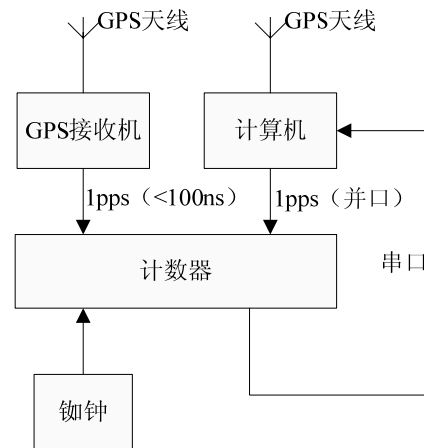 GPS天线
GPS天线
GPS接收机
计算机
1pps（<100ns）
1pps（并口）
计数器
串口
铷钟